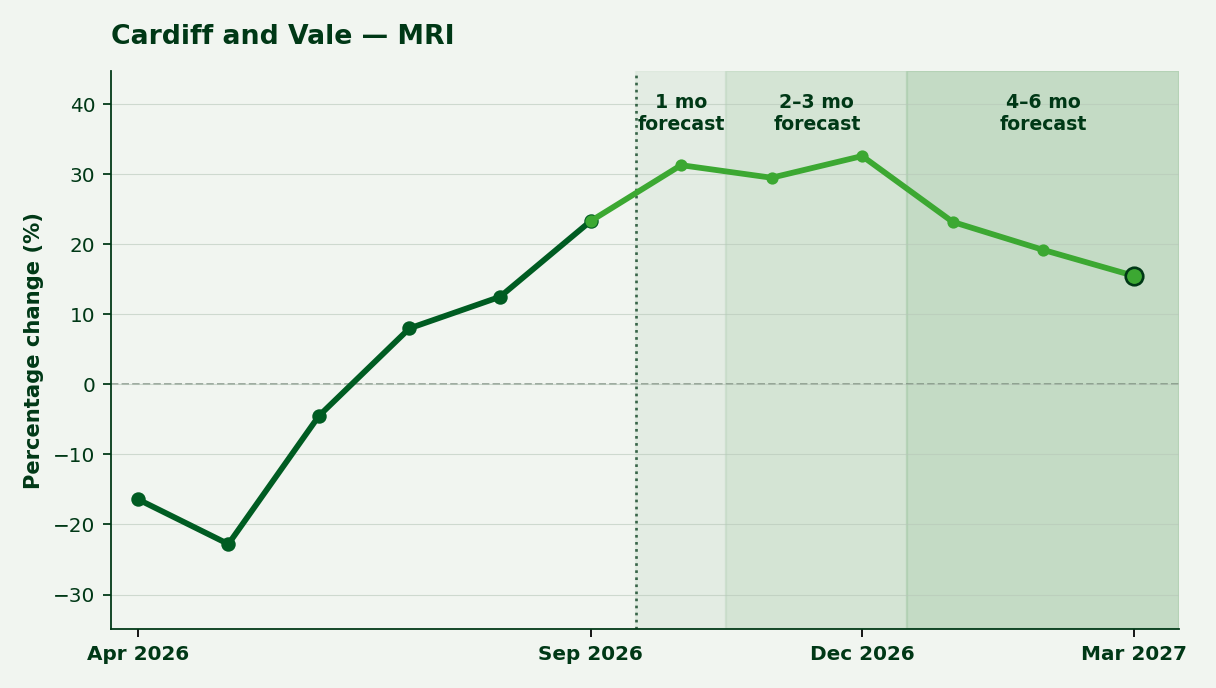 Cardiff and Vale — MRI
Percentage change (%)
40
30
20
10
0
−10
−20
−30
1 mo
forecast
2–3 mo
forecast
4–6 mo
forecast
Apr 2026
Sep 2026
Dec 2026
Mar 2027